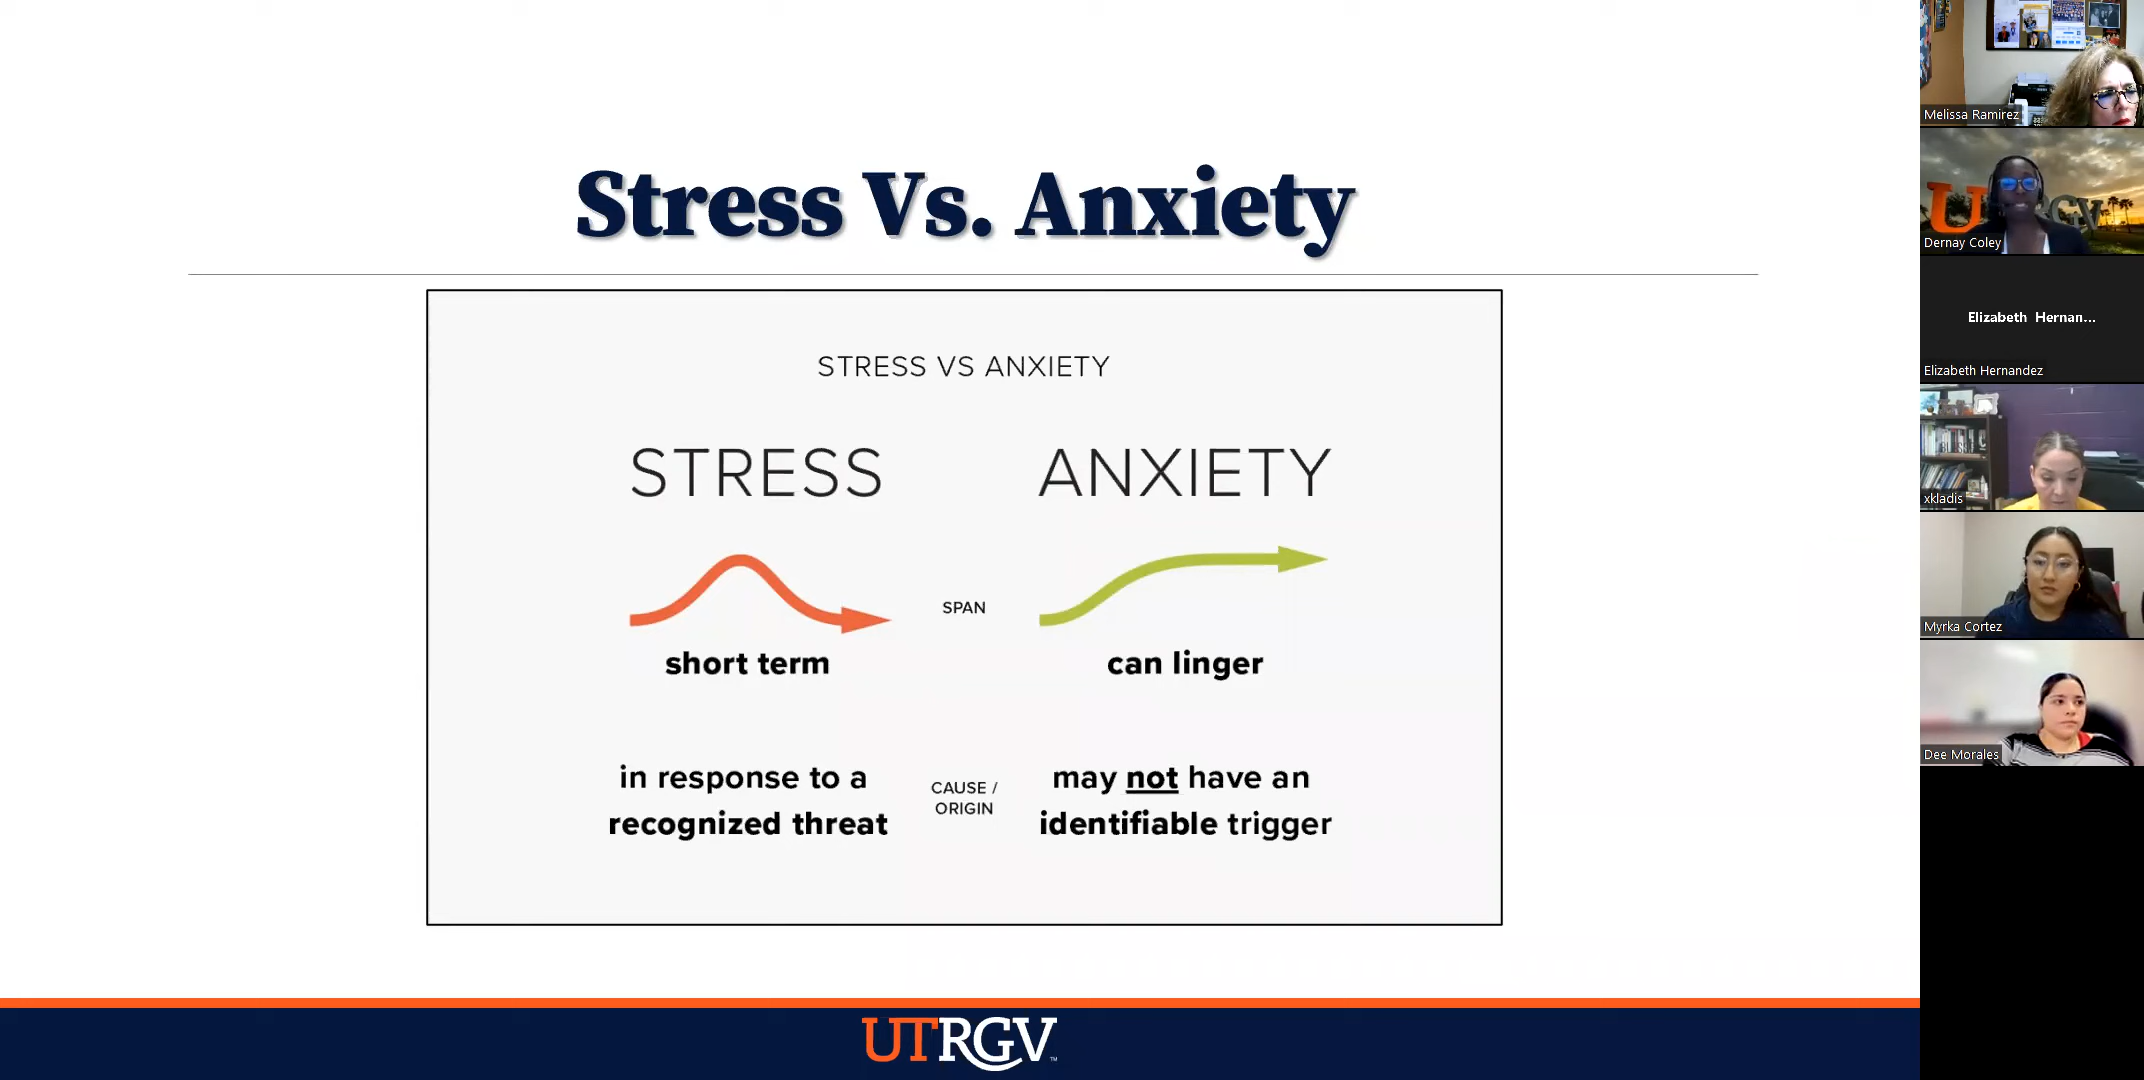 Stress Vs. Anxiety
STRESS VS ANXIETY
STRESS
ANXIETY
SPAN
short term
can linger
in response to a
recognized threat
CAUSE /
ORIGIN
may not have an
identifiable trigger
UTRGV
TM
Melissa Ramirez
U RGV
Dernay Coley
Elizabeth Hernan...
Elizabeth Hernandez
xkladis
Myrka Cortez
Dee Morales